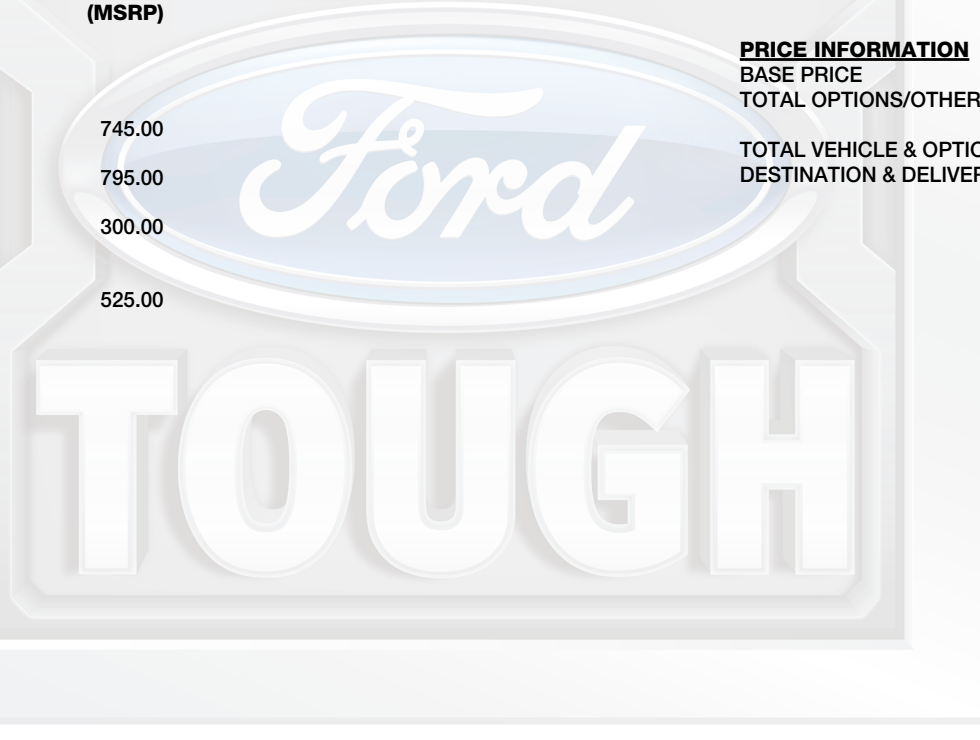 (MSRP)
745.00
795.00
300.00
525.00
PRICE INFORMATION
BASE PRICE
TOTAL OPTIONS/OTHER
TOTAL VEHICLE & OPTIO
DESTINATION & DELIVER
Ford
TOUGH